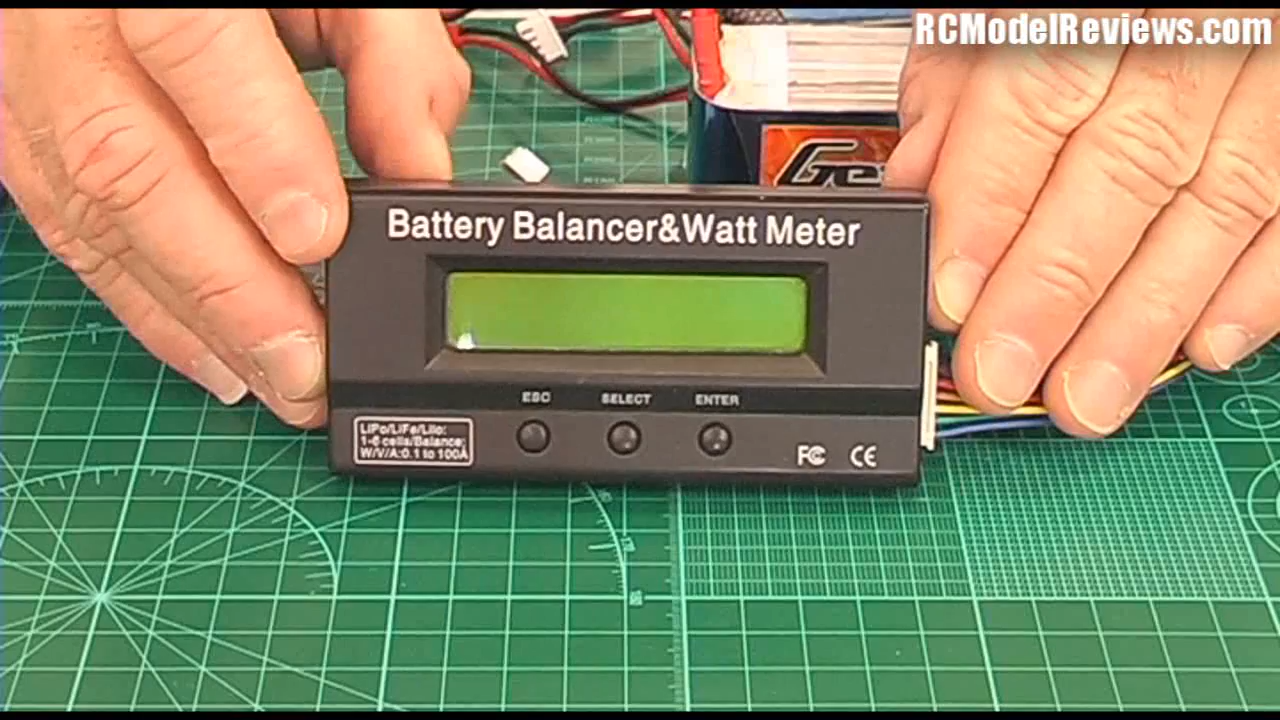 RCModelReviews.com
Battery Balancer&Watt Meter
ESC SELECT ENTER
LiPo/LiFe/LiIo:
1-6 cells/Balance;
W/V/A:0.1 to 100A
FC CE